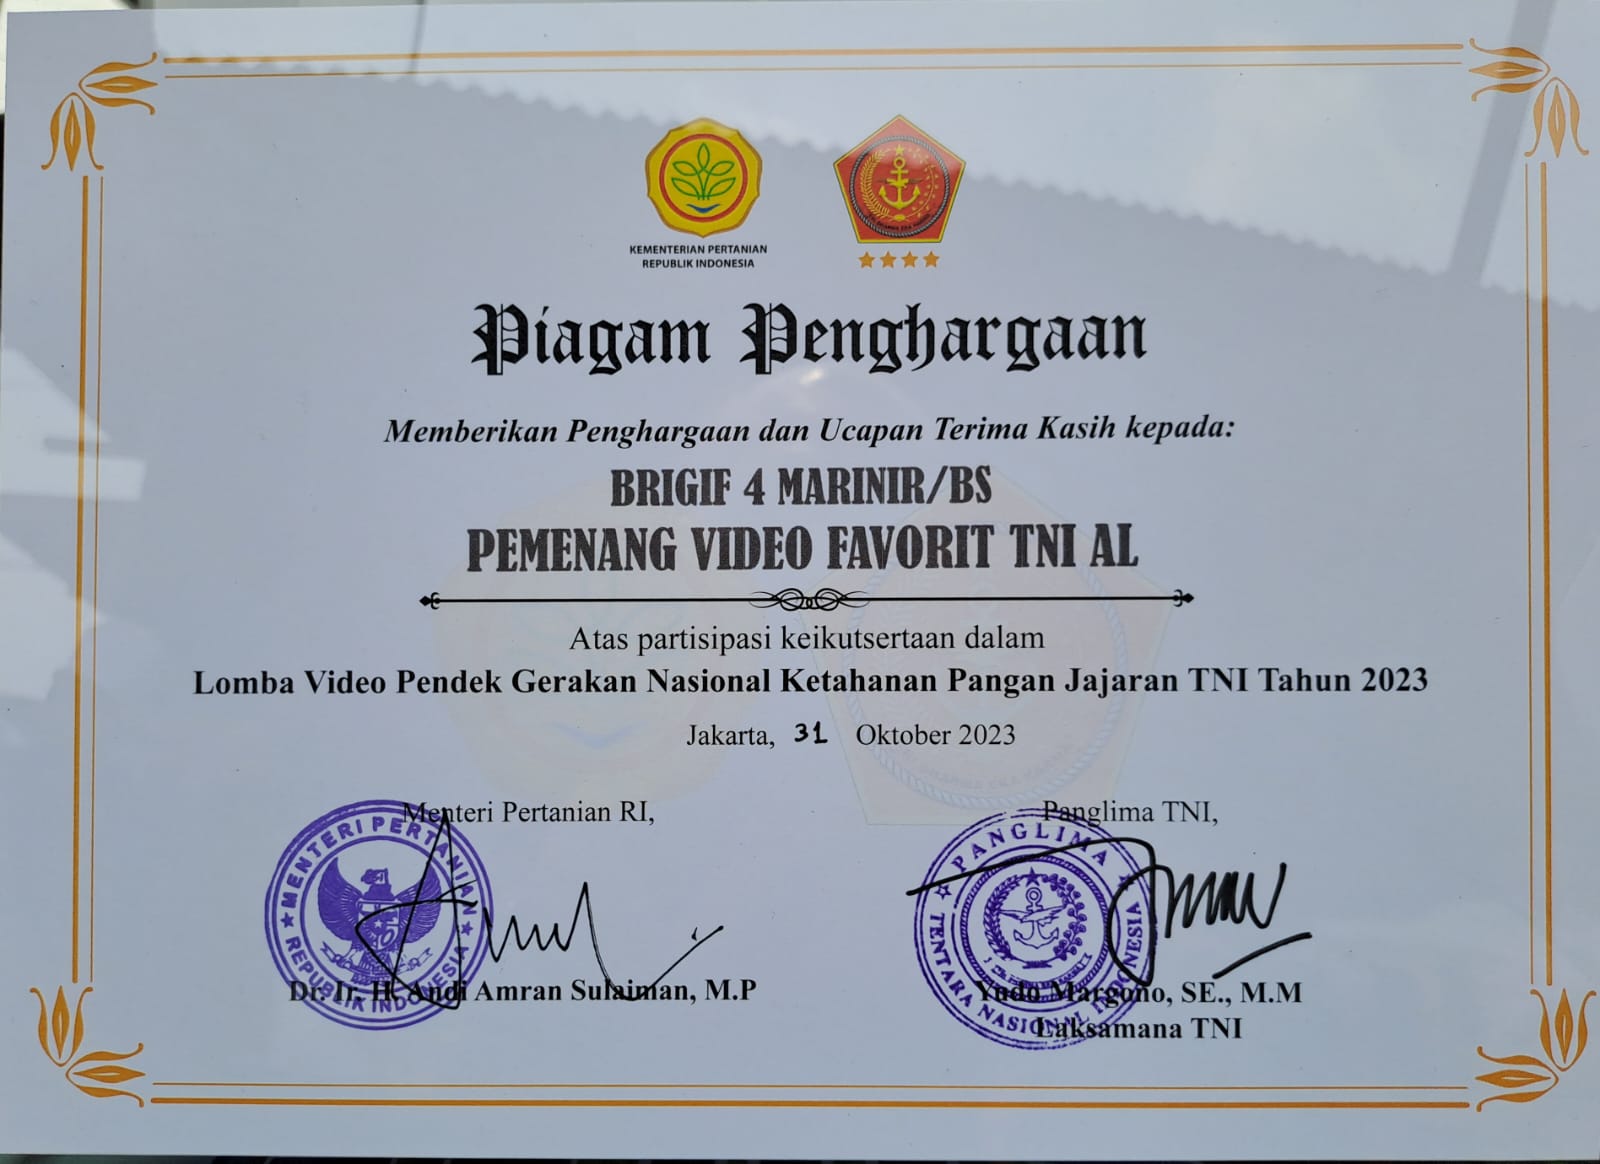 KEMENTERIAN PERTANIAN
REPUBLIK INDONESIA
Piagam Penghargaan
Memberikan Penghargaan dan Ucapan Terima Kasih kepada:
BRIGIF 4 MARINIR/BS
PEMENANG VIDEO FAVORIT TNI AL
Atas partisipasi keikutsertaan dalam
Lomba Video Pendek Gerakan Nasional Ketahanan Pangan Jajaran TNI Tahun 2023
Jakarta, 31 Oktober 2023
Menteri Pertanian RI,
MENTERI PERTANIAN
REPUBLIK INDONESIA
Dr. Ir. H. Andi Amran Sulaiman, M.P
Panglima TNI,
PANGLIMA
TENTARA NASIONAL INDONESIA
Yudo Margono, SE., M.M
Laksamana TNI